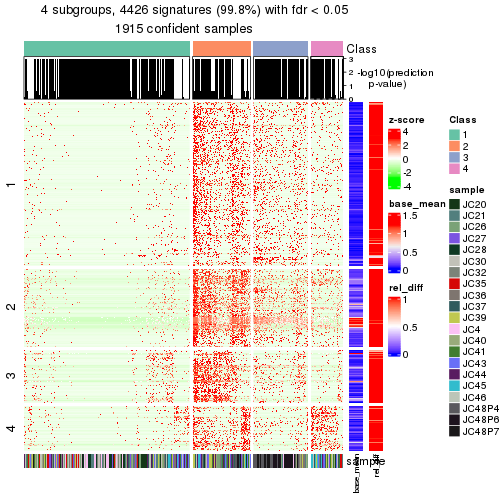 4 subgroups, 4426 signatures (99.8%) with fdr < 0.05
1915 confident samples
Class
3
2
1
0
-log10(prediction
p-value)
1
2
3
4
sample
base_mean
rel_diff
z-score
4
2
0
-2
-4
base_mean
1.5
1
0.5
0
rel_diff
1
0.5
0
Class
1
2
3
4
sample
JC20
JC21
JC26
JC27
JC28
JC30
JC32
JC35
JC36
JC37
JC39
JC4
JC40
JC41
JC43
JC44
JC45
JC46
JC48P4
JC48P6
JC48P7